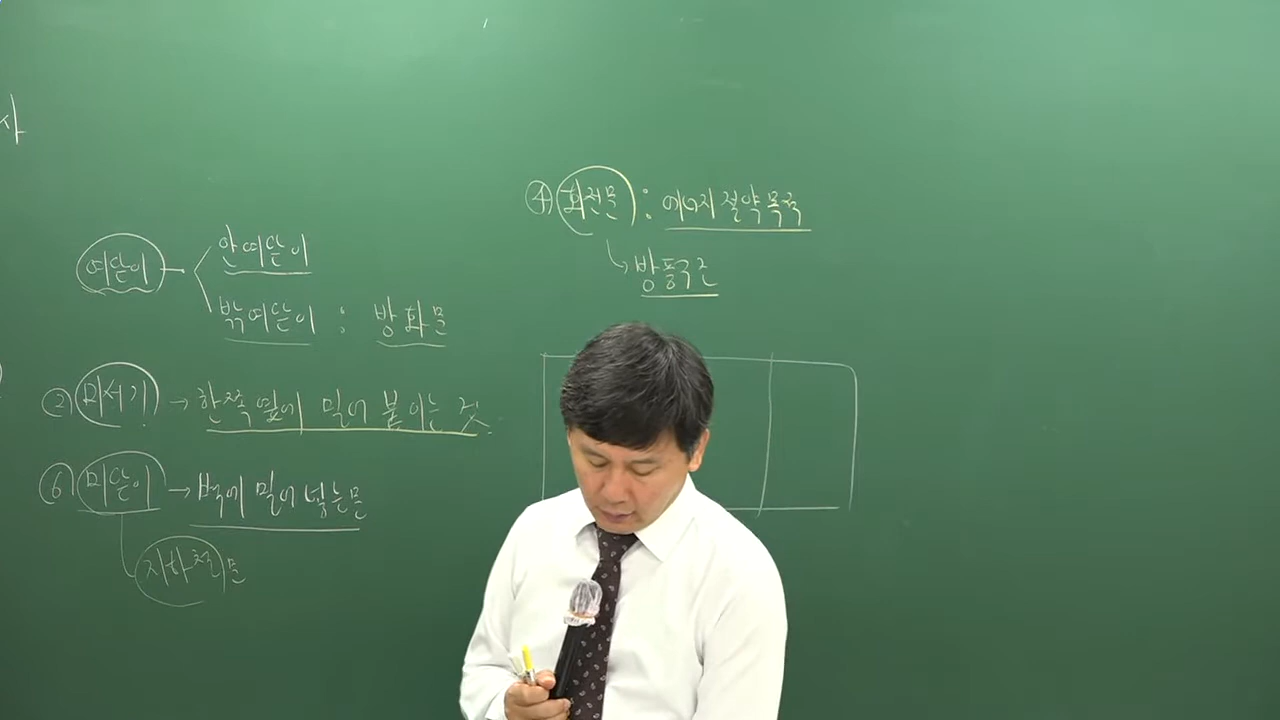 사
여닫이
안여닫이
밖여닫이 : 방화문
② 미서기 → 한쪽 옆에 밀어 붙이는 것.
⑥ 미닫이 → 벽에 밀어 넣는문
지하철문
④ 회전문 : 에너지 절약 목적
방풍구조